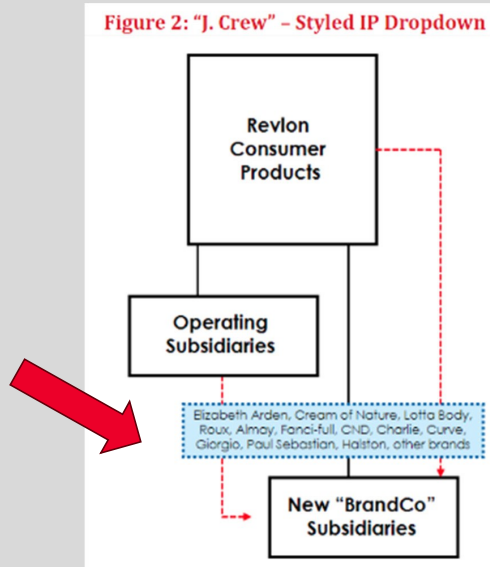 Figure 2: “J. Crew” – Styled IP Dropdown
Revlon
Consumer
Products
Operating
Subsidiaries
Elizabeth Arden, Cream of Nature, Lotta Body,
Roux, Almay, Fanci-full, CND, Charlie, Curve,
Giorgio, Paul Sebastian, Halston, other brands
New “BrandCo”
Subsidiaries